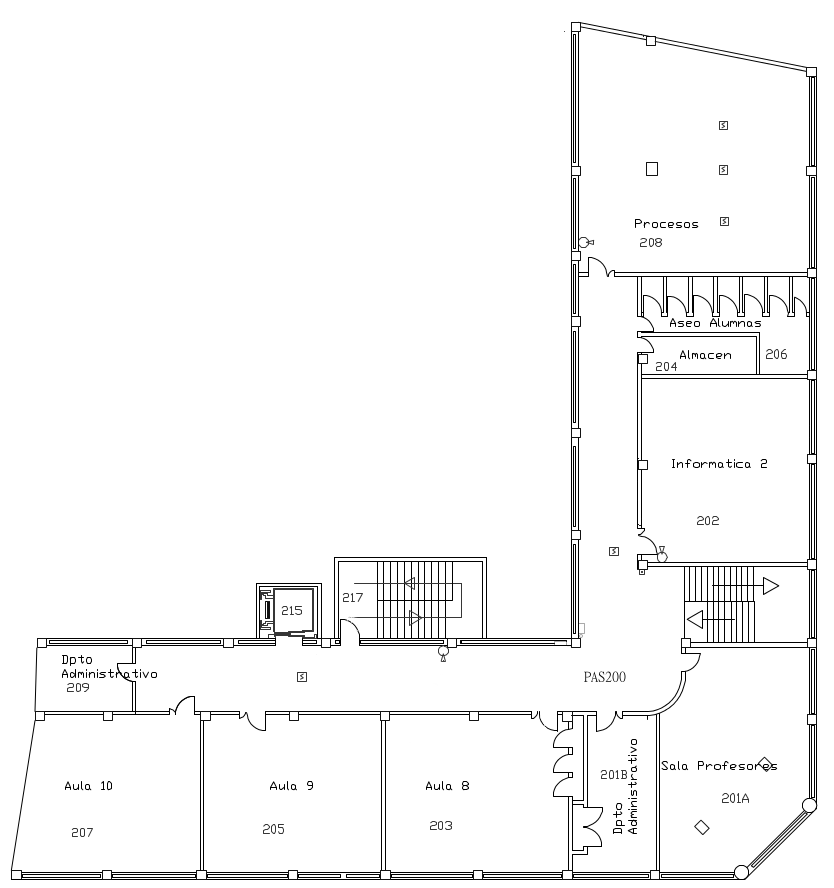 Procesos
208
Aseo Alumnas
Almacen
206
204
Informatica 2
202
217
215
Dpto
Administrativo
209
PAS200
Aula 10
207
Aula 9
205
Aula 8
203
201B
Dpto
Administrativo
Sala Profesores
201A